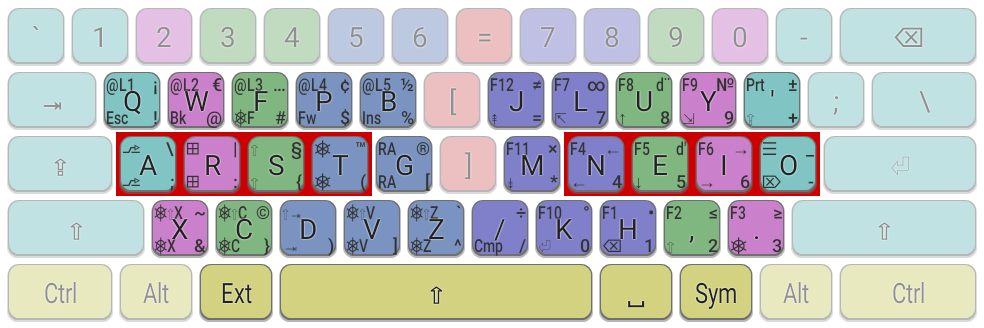 ` 1 2 3 4 5 6 = 7 8 9 0 - ⌫
@L1 ¡ @L2 € @L3 … @L4 ¢ @L5 ½ F12 ≠ F7 ∞ F8 d¨ F9 № Prt ±
⇥ Q W F P B [ J L U Y ' ; \
Esc ! Bk @ ⎈F # Fw $ Ins % ⇞ = ↖ 7 ↑ 8 ⇲ 9 ⇧ +
\ ⊞ | ⇧ § ⎈ ™ RA ® F11 × F4 ← F5 d' F6 → ☰ _
⇪ A R S T G ] M N E I O ⏎
; ⊞ : ⇧ { ⎈ ( RA [ ⇟ * ← 4 ↓ 5 → 6 ⌦ -
⎈⇧X ~ ⎈⇧C © ⇧⇥ ⎈⇧V ⎈⇧Z ` ÷ F10 ° F1 • F2 ≤ F3 ≥
⇧ X C D V Z / K H , . ⇧
⎈X & ⎈C } ⇥ ) ⎈V ] ⎈Z ^ Cmp / ⏎ 0 ⌫ 1 ⇧ 2 ⎈ 3
Ctrl Alt Ext ⇧ ␣ Sym Alt Ctrl